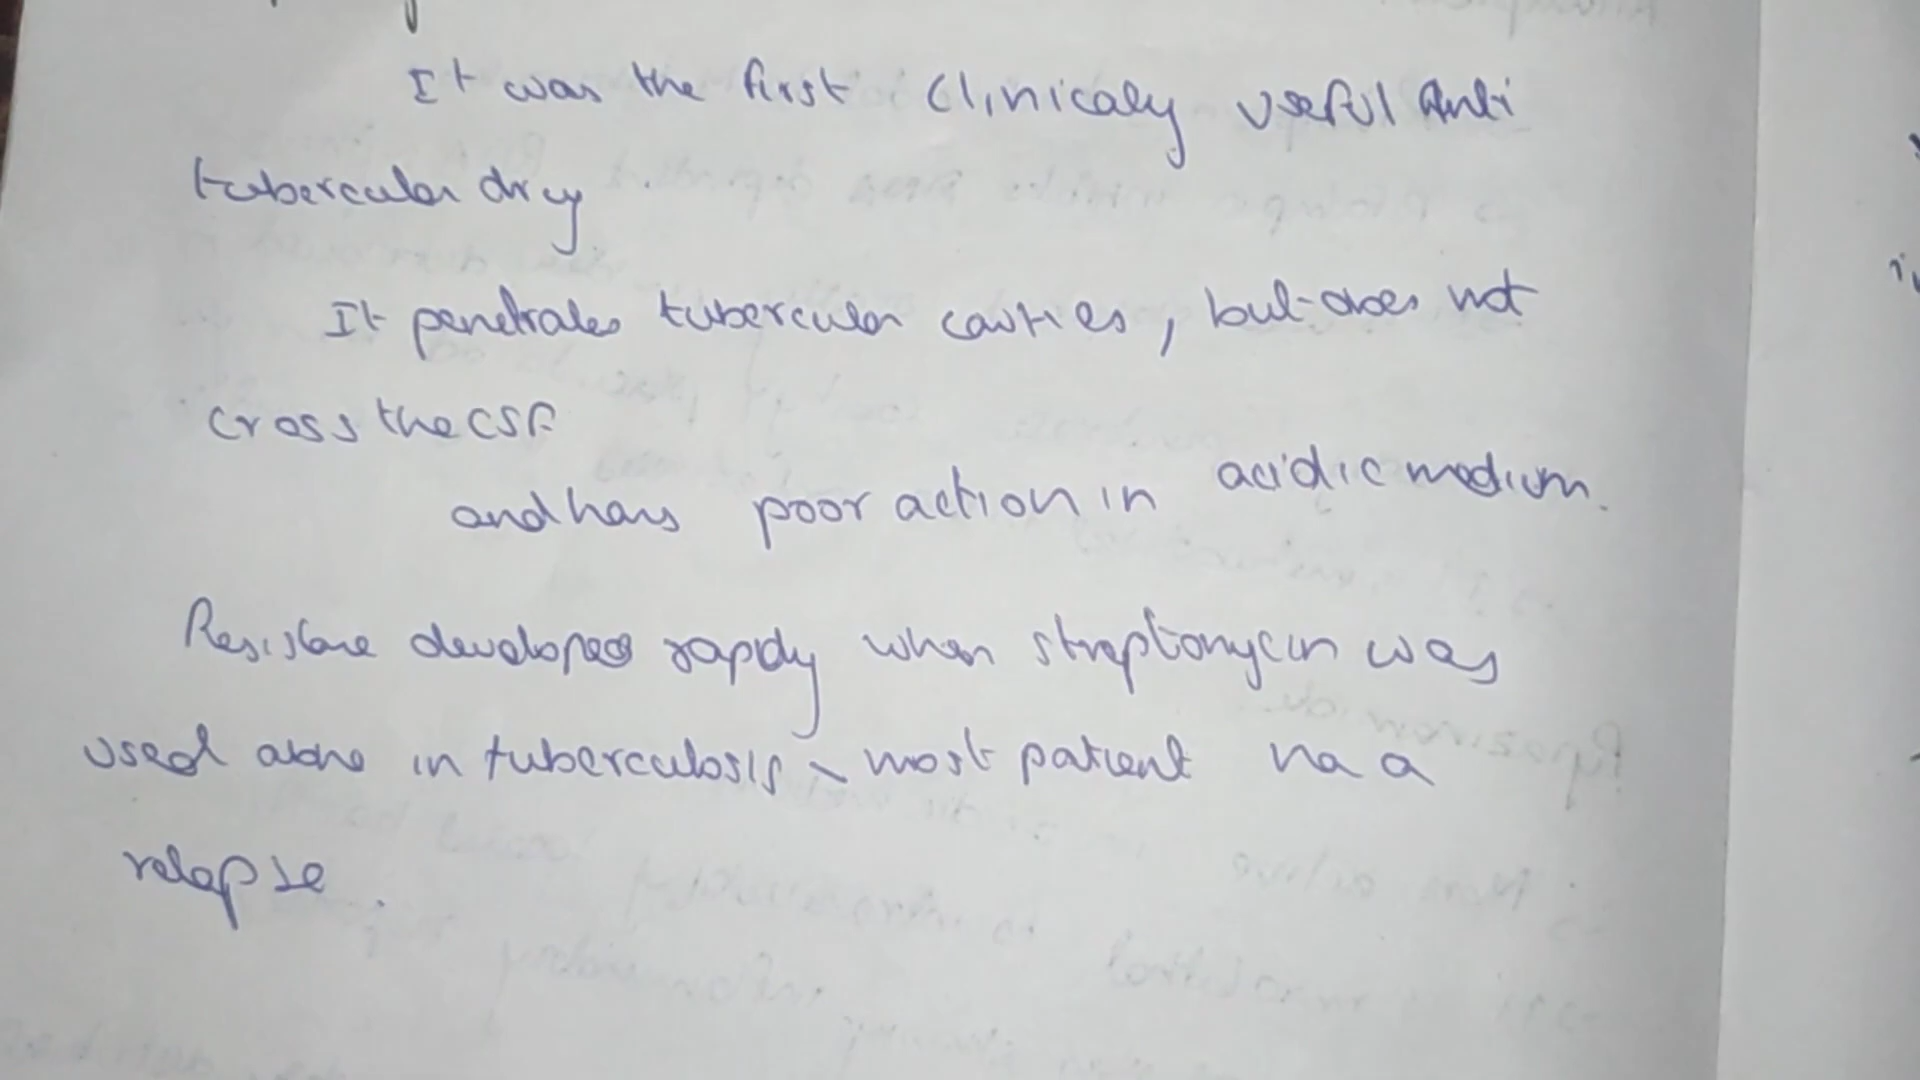 It was the first Clinicaly useful Anti
tubercular drug
It penetrates tubercular cavities, but does not
cross the CSF
and has poor action in acidic medium.
Resistance developed rapidly when streptomycin was
used alone in tuberculosis - most patient ha a
relapse.